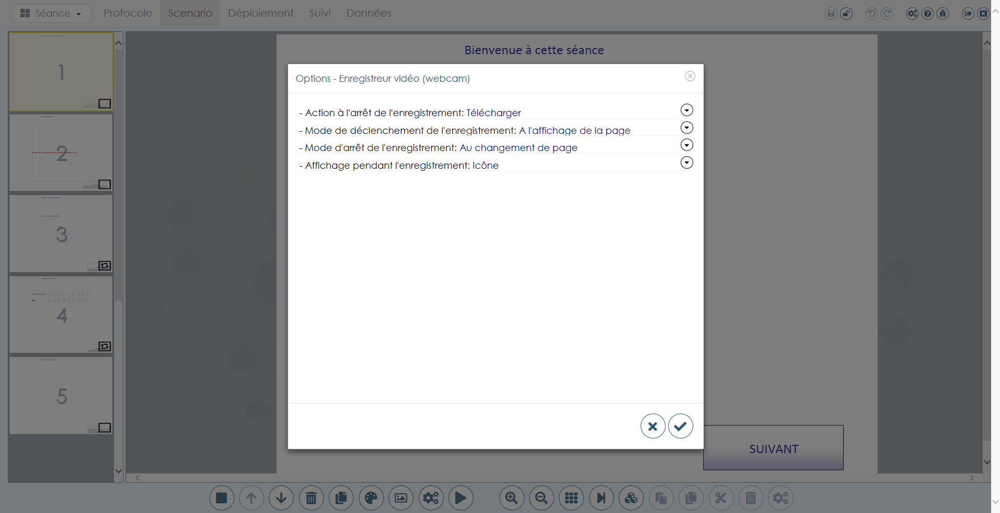 Séance Protocole Scenario Déploiement Suivi Données
Bienvenue à cette séance
Options - Enregistreur vidéo (webcam)
- Action à l'arrêt de l'enregistrement: Télécharger
- Mode de déclenchement de l'enregistrement: A l'affichage de la page
- Mode d'arrêt de l'enregistrement: Au changement de page
- Affichage pendant l'enregistrement: Icône
1
2
3
4
5
SUIVANT